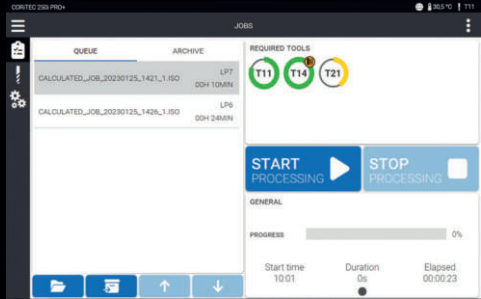 CORiTEC 250i PRO+
30,5 °C T11
JOBS
QUEUE ARCHIVE
CALCULATED_JOB_20230125_1421_1.ISO
LP7
00H 10MIN
CALCULATED_JOB_20230125_1426_1.ISO
LP6
00H 24MIN
REQUIRED TOOLS
T11 T14 T21
START
PROCESSING
STOP
PROCESSING
GENERAL
PROGRESS 0%
Start time Duration Elapsed
10:01 0s 00:00:23